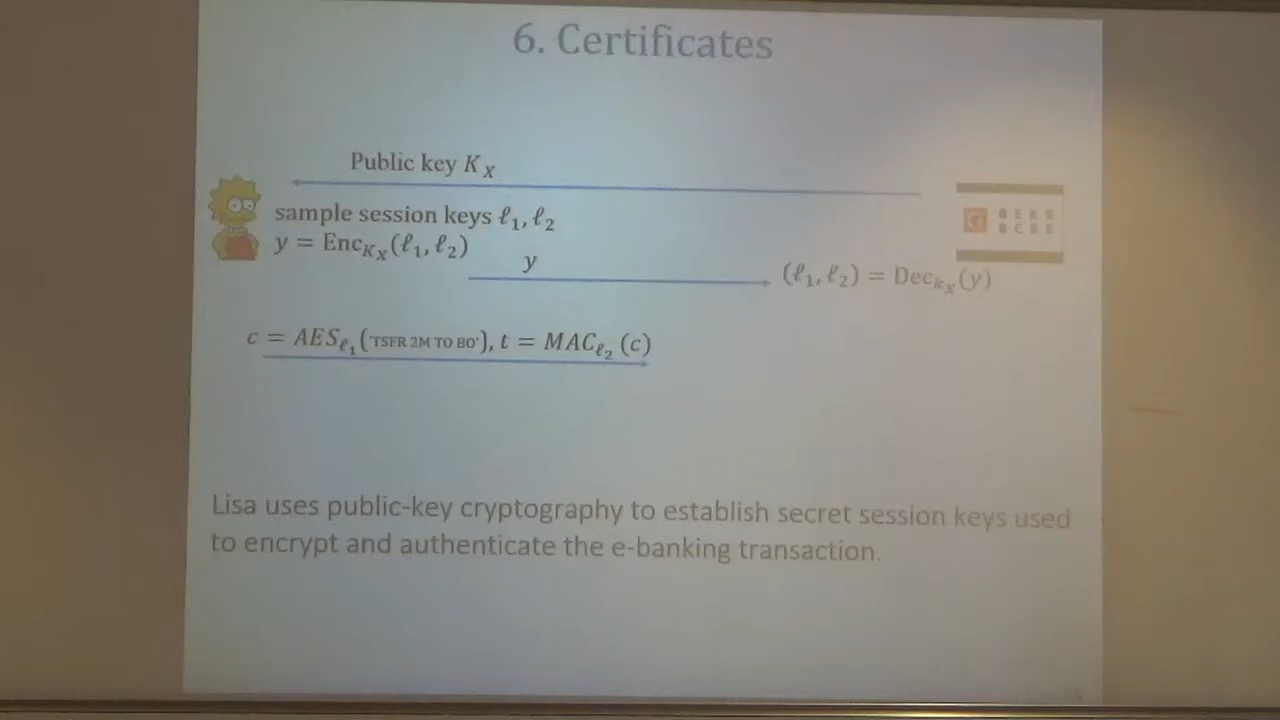 6. Certificates
Public key K_X
BEKB
BCBE
sample session keys ℓ₁, ℓ₂
y = Enc_{K_X}(ℓ₁, ℓ₂)
y
(ℓ₁, ℓ₂) = Dec_{K_X}(y)
c = AES_{ℓ₁}('TSFR 2M TO BO'), t = MAC_{ℓ₂}(c)
Lisa uses public-key cryptography to establish secret session keys used
to encrypt and authenticate the e-banking transaction.